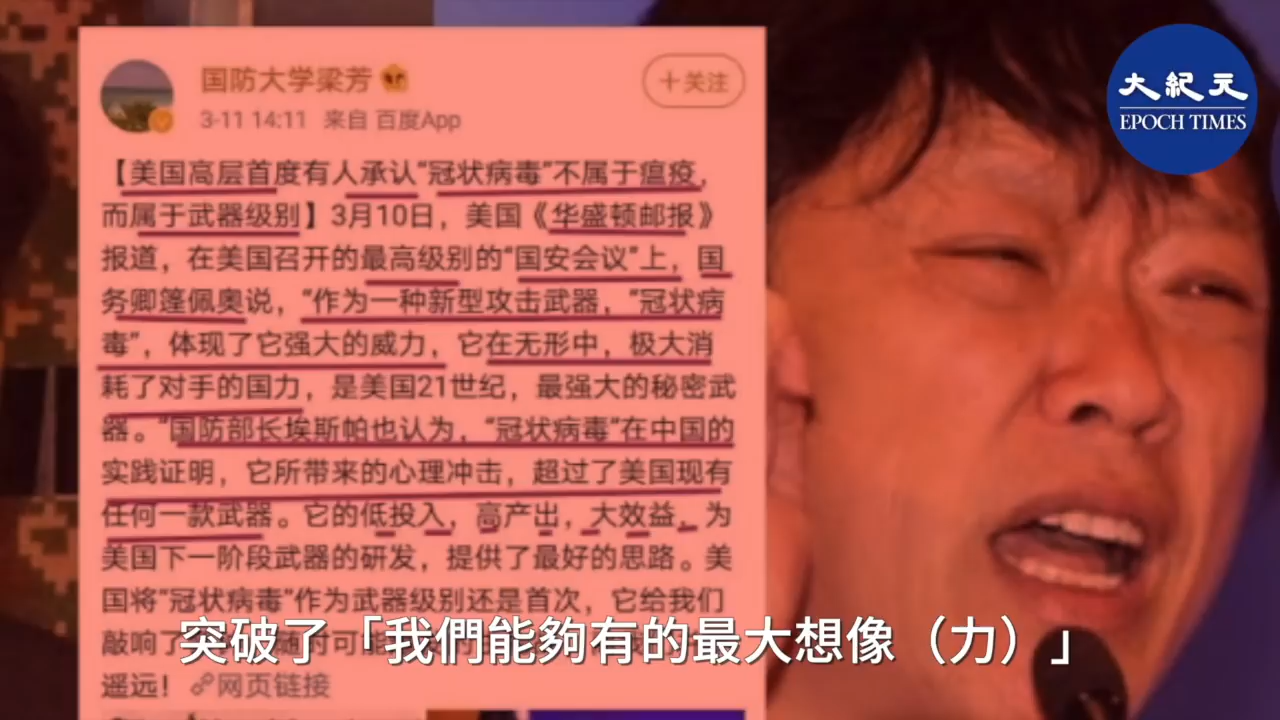 国防大学梁芳
+关注
3-11 14:11 来自 百度App
大紀元
EPOCH TIMES
【美国高层首度有人承认“冠状病毒”不属于瘟疫，
而属于武器级别】3月10日，美国《华盛顿邮报》
报道，在美国召开的最高级别的“国安会议”上，国
务卿篷佩奥说，“作为一种新型攻击武器，“冠状病
毒”，体现了它强大的威力，它在无形中，极大消
耗了对手的国力，是美国21世纪，最强大的秘密武
器。”国防部长埃斯帕也认为，“冠状病毒”在中国的
实践证明，它所带来的心理冲击，超过了美国现有
任何一款武器。它的低投入，高产出，大效益，为
美国下一阶段武器的研发，提供了最好的思路。美
国将“冠状病毒”作为武器级别还是首次，它给我们
敲响了
随时可
突破了「我們能夠有的最大想像（力）」
遥远！网页链接